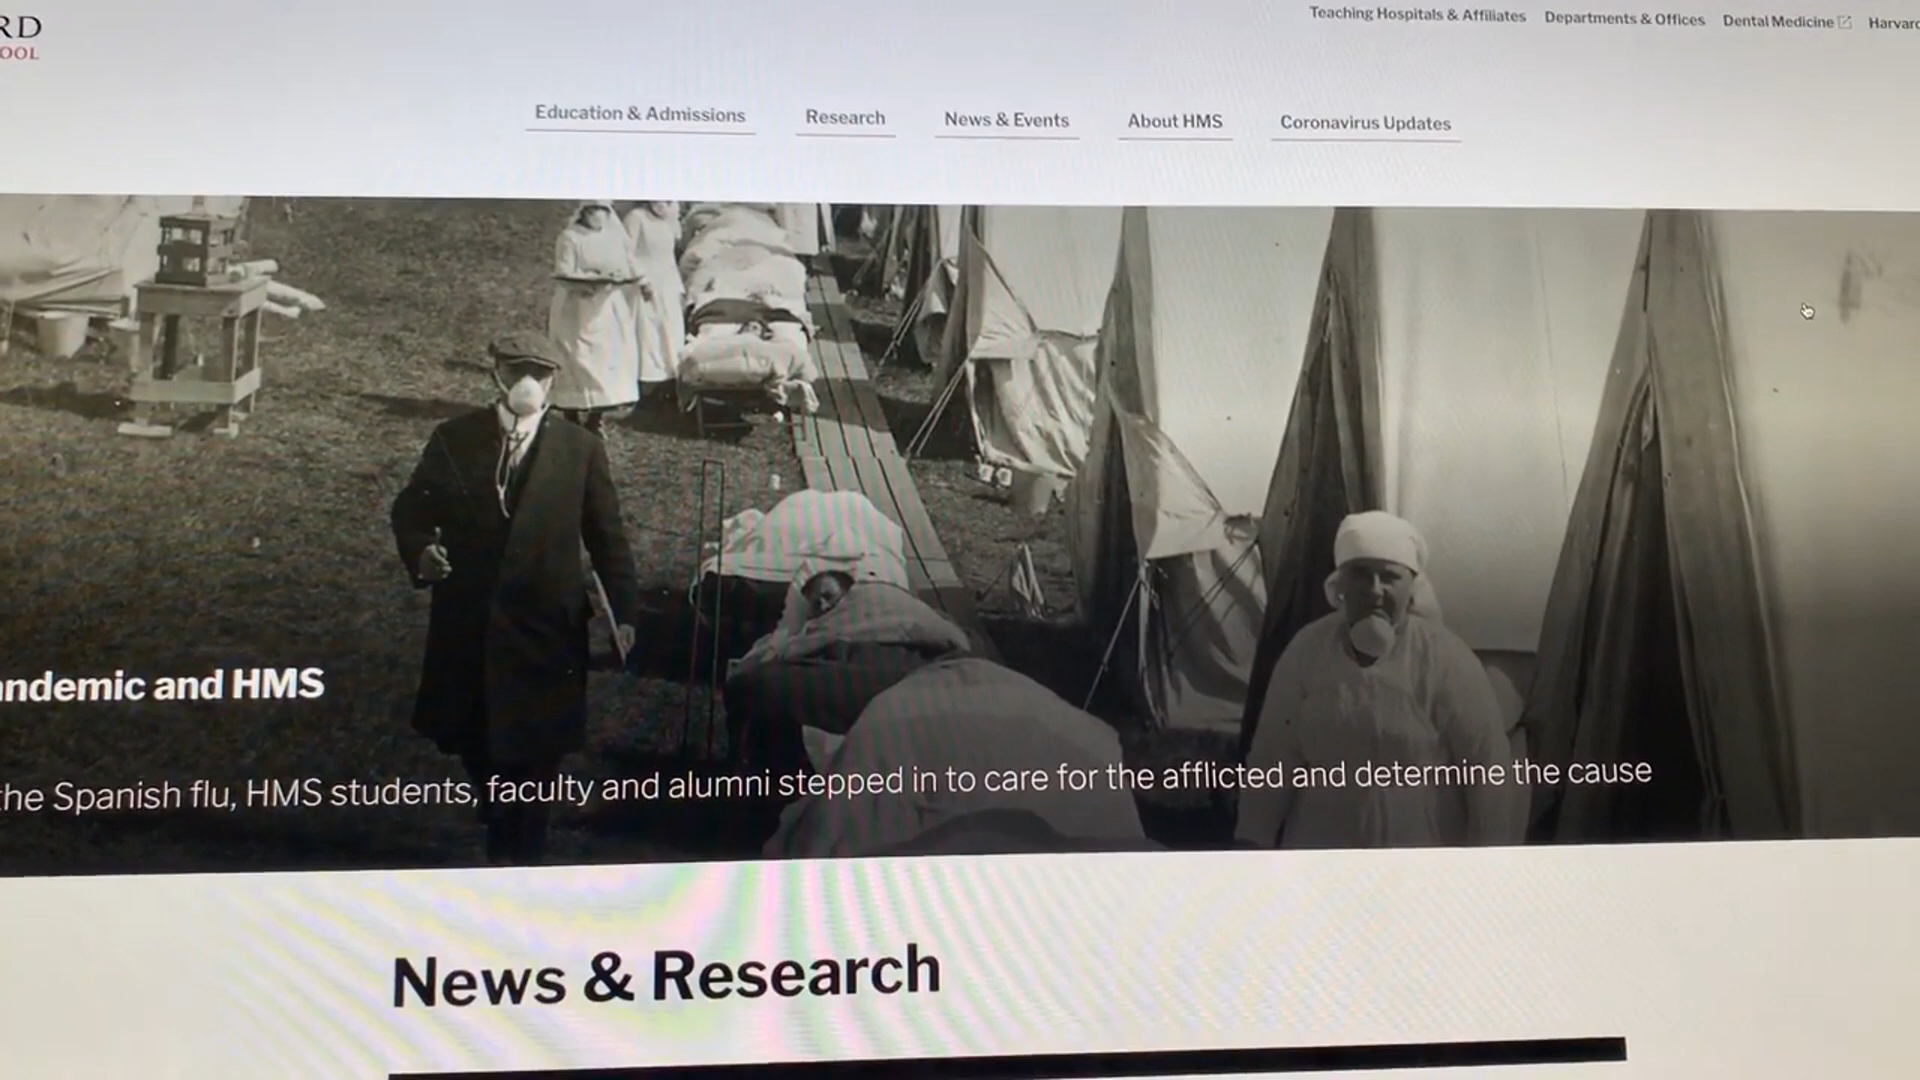 RD
OOL
Teaching Hospitals & Affiliates Departments & Offices Dental Medicine Harvard
Education & Admissions Research News & Events About HMS Coronavirus Updates
andemic and HMS
the Spanish flu, HMS students, faculty and alumni stepped in to care for the afflicted and determine the cause
News & Research